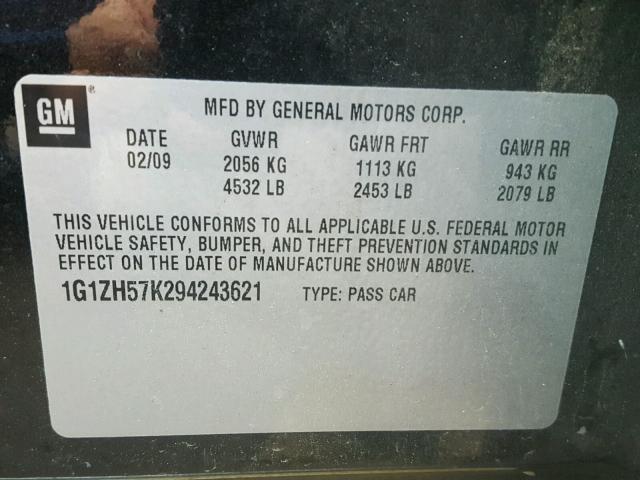 GM®
MFD BY GENERAL MOTORS CORP.
DATE GVWR GAWR FRT GAWR RR
02/09 2056 KG 1113 KG 943 KG
4532 LB 2453 LB 2079 LB
THIS VEHICLE CONFORMS TO ALL APPLICABLE U.S. FEDERAL MOTOR
VEHICLE SAFETY, BUMPER, AND THEFT PREVENTION STANDARDS IN
EFFECT ON THE DATE OF MANUFACTURE SHOWN ABOVE.
1G1ZH57K294243621 TYPE: PASS CAR